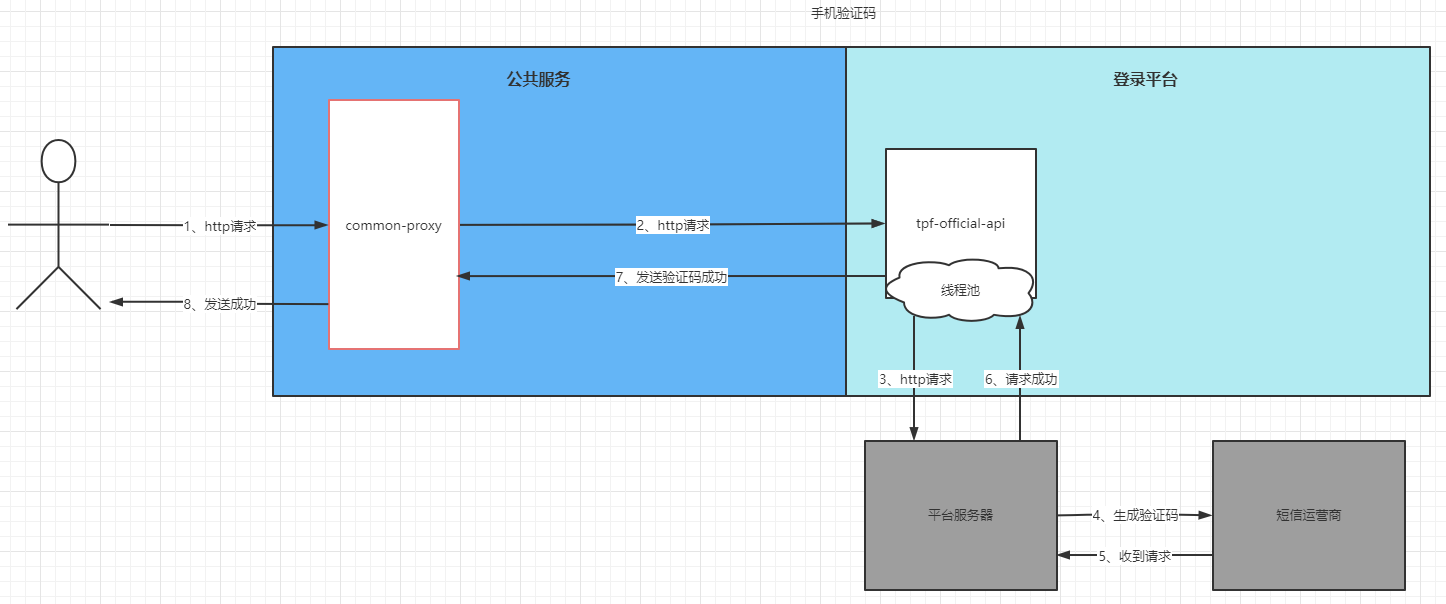 手机验证码
公共服务
登录平台
common-proxy
tpf-official-api
1、http请求
2、http请求
7、发送验证码成功
线程池
8、发送成功
3、http请求
6、请求成功
平台服务器
4、生成验证码
短信运营商
5、收到请求